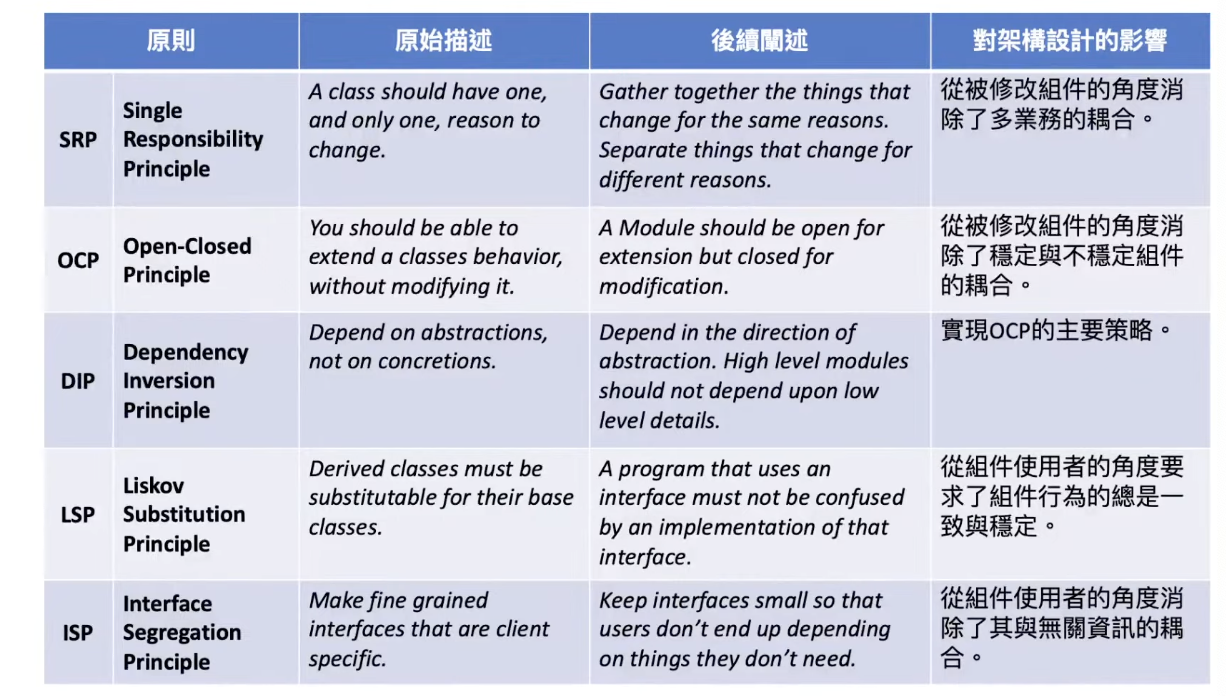 原則
原始描述
後續闡述
對架構設計的影響
SRP
Single
Responsibility
Principle
A class should have one,
and only one, reason to
change.
Gather together the things that
change for the same reasons.
Separate things that change for
different reasons.
從被修改組件的角度消
除了多業務的耦合。
OCP
Open-Closed
Principle
You should be able to
extend a classes behavior,
without modifying it.
A Module should be open for
extension but closed for
modification.
從被修改組件的角度消
除了穩定與不穩定組件
的耦合。
DIP
Dependency
Inversion
Principle
Depend on abstractions,
not on concretions.
Depend in the direction of
abstraction. High level modules
should not depend upon low
level details.
實現OCP的主要策略。
LSP
Liskov
Substitution
Principle
Derived classes must be
substitutable for their base
classes.
A program that uses an
interface must not be confused
by an implementation of that
interface.
從組件使用者的角度要
求了組件行為的總是一
致與穩定。
ISP
Interface
Segregation
Principle
Make fine grained
interfaces that are client
specific.
Keep interfaces small so that
users don’t end up depending
on things they don’t need.
從組件使用者的角度消
除了其與無關資訊的耦
合。